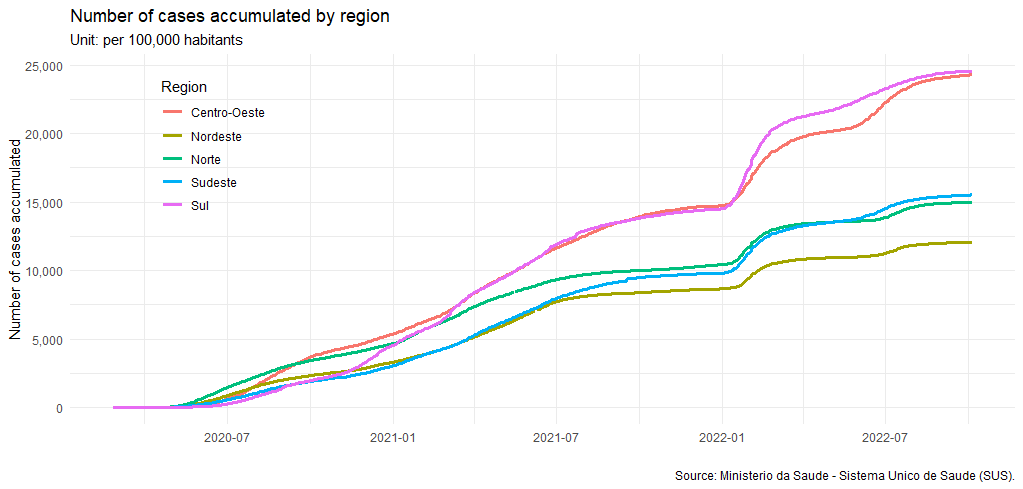 Number of cases accumulated by region
Unit: per 100,000 habitants
Number of cases accumulated
25,000
20,000
15,000
10,000
5,000
0
Region
Centro-Oeste
Nordeste
Norte
Sudeste
Sul
2020-07
2021-01
2021-07
2022-01
2022-07
Source: Ministerio da Saude - Sistema Unico de Saude (SUS).